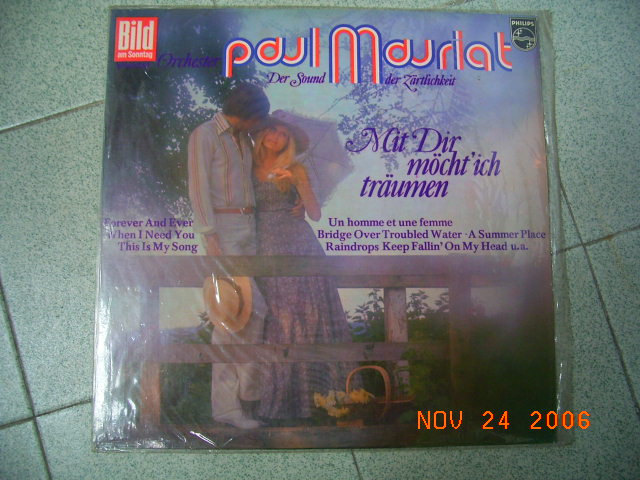 Bild
am Sonntag
Orchester paul Mauriat
PHILIPS
Der Sound der Zärtlichkeit
Mit Dir
möcht'ich
träumen
Forever And Ever
When I Need You
This Is My Song
Un homme et une femme
Bridge Over Troubled Water · A Summer Place
Raindrops Keep Fallin' On My Head u.a.
NOV 24 2006